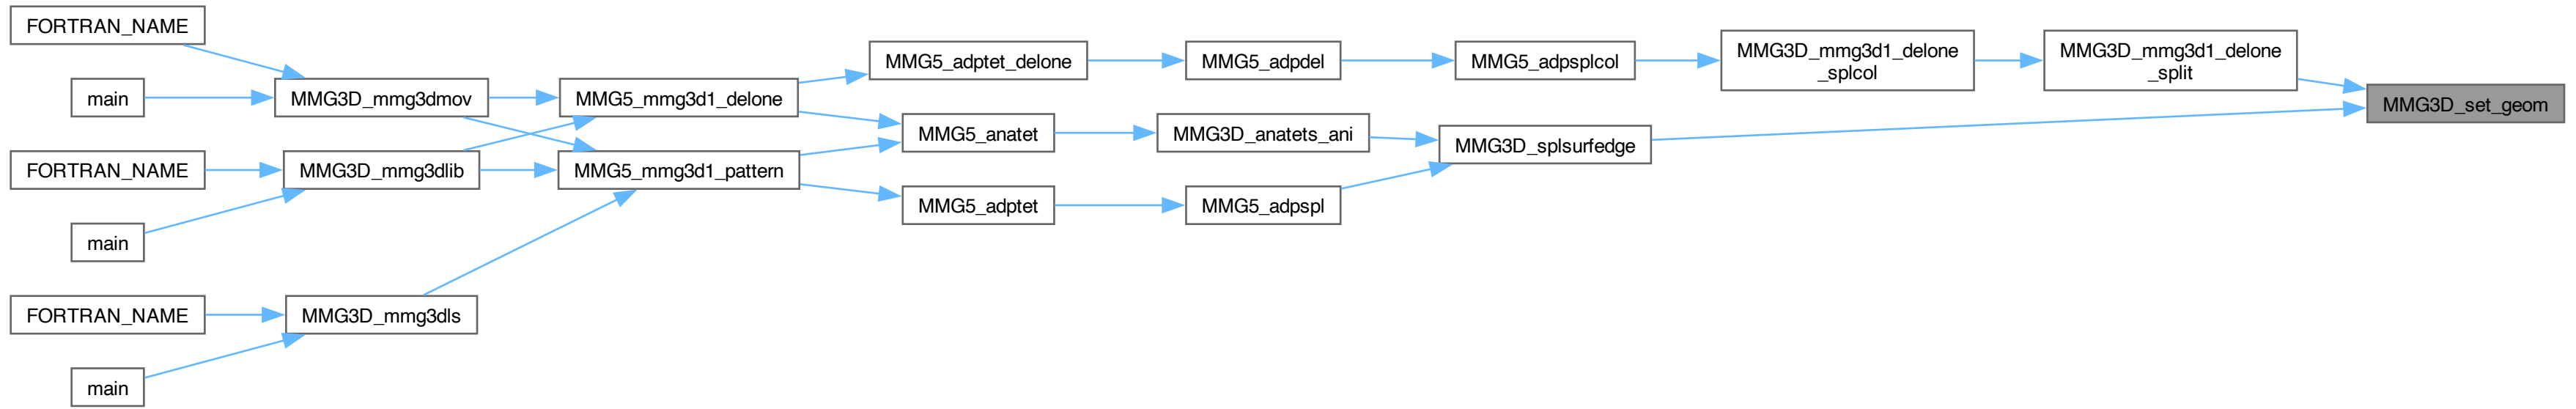 FORTRAN_NAME
main
FORTRAN_NAME
main
FORTRAN_NAME
main
MMG3D_mmg3dmov
MMG3D_mmg3dlib
MMG3D_mmg3dls
MMG5_mmg3d1_delone
MMG5_mmg3d1_pattern
MMG5_adptet_delone
MMG5_anatet
MMG5_adptet
MMG5_adpdel
MMG3D_anatets_ani
MMG5_adpspl
MMG5_adpsplcol
MMG3D_splsurfedge
MMG3D_mmg3d1_delone
_splcol
MMG3D_mmg3d1_delone
_split
MMG3D_set_geom